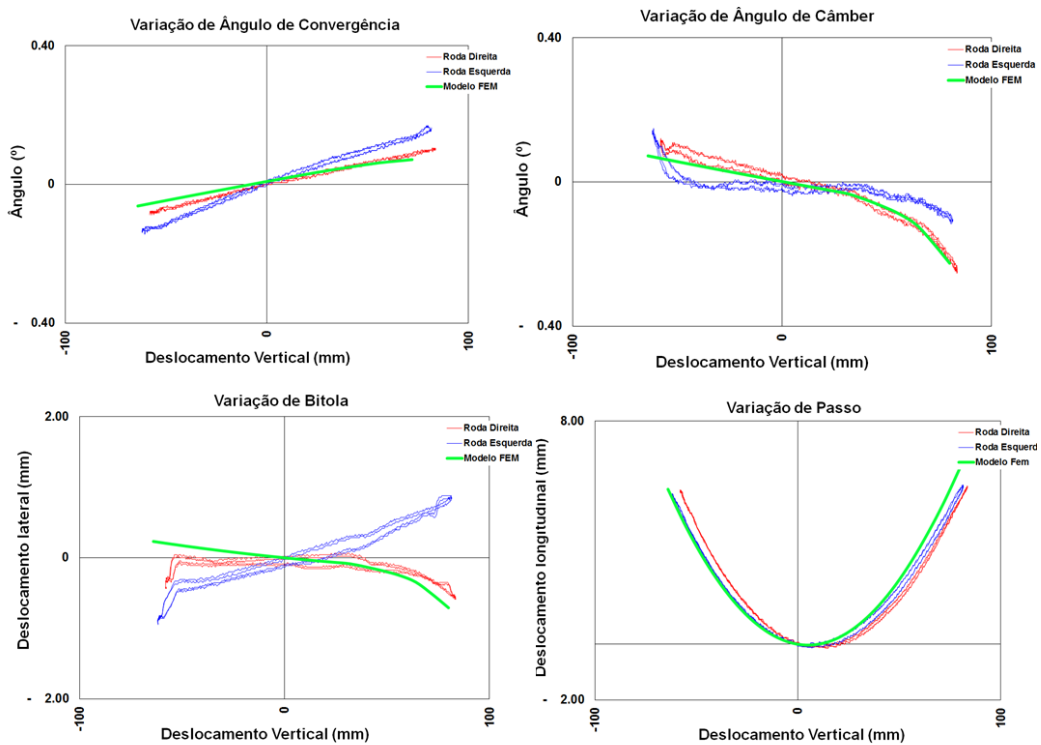 Variação de Ângulo de Convergência
0.40
Roda Direita
Roda Esquerda
Modelo FEM
Ângulo (º)
0
-
0.40
-100
0
100
Deslocamento Vertical (mm)
Variação de Ângulo de Câmber
0.40
Roda Direita
Roda Esquerda
Modelo FEM
Ângulo (º)
0
-
0.40
-100
0
100
Deslocamento Vertical (mm)
Variação de Bitola
2.00
Roda Direita
Roda Esquerda
Modelo FEM
Deslocamento lateral (mm)
0
-
2.00
-100
0
100
Deslocamento Vertical (mm)
Variação de Passo
8.00
Roda Direita
Roda Esquerd
Modelo Fem
Deslocamento longitudinal (mm)
-
2.00
-100
0
100
Deslocamento Vertical (mm)